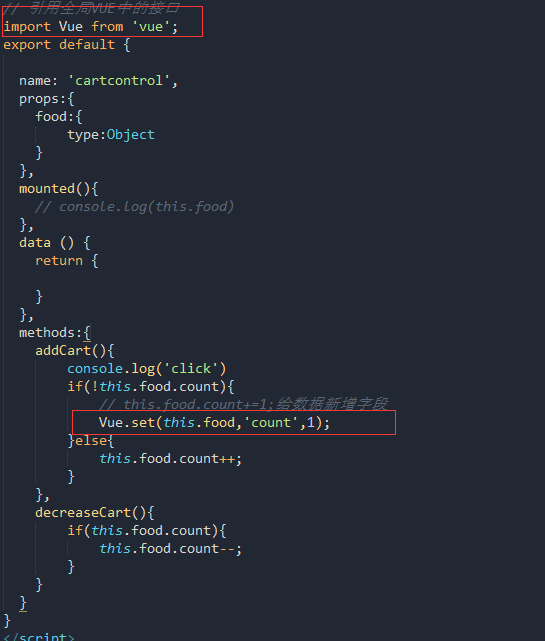 // 引用全局VUE中的接口
import Vue from 'vue';
export default {
name: 'cartcontrol',
props:{
food:{
type:Object
}
},
mounted(){
// console.log(this.food)
},
data () {
return {
}
},
methods:{
addCart(){
console.log('click')
if(!this.food.count){
// this.food.count+=1;给数据新增字段
Vue.set(this.food,'count',1);
}else{
this.food.count++;
}
},
decreaseCart(){
if(this.food.count){
this.food.count--;
}
}
}
}
</script>